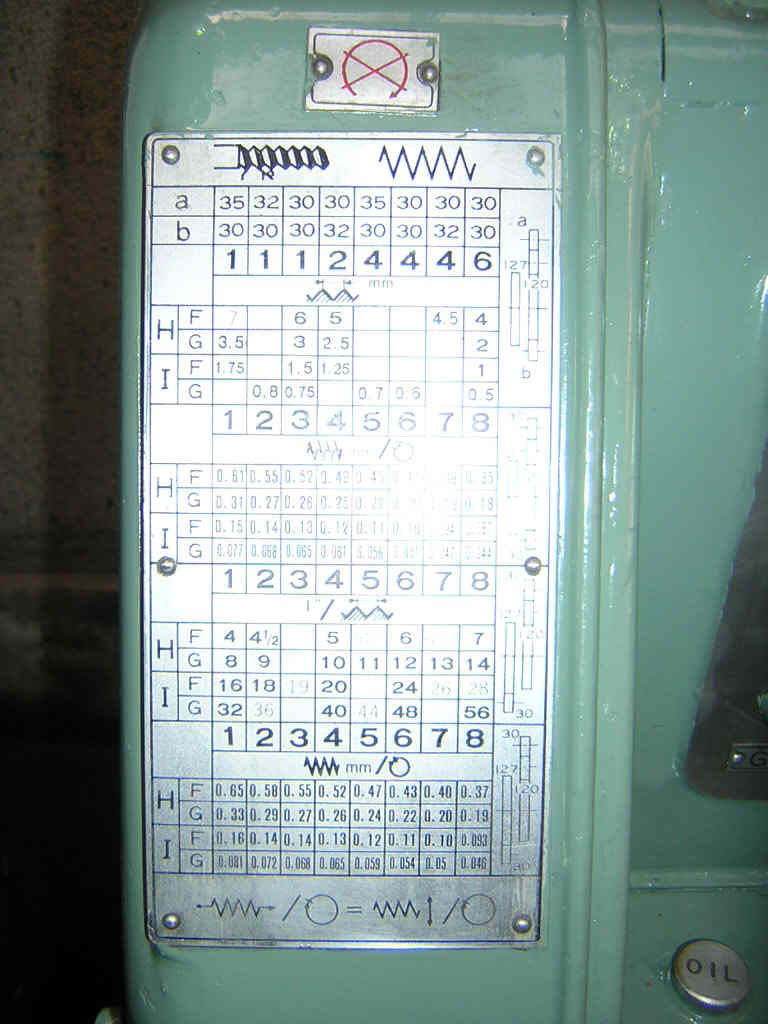 a 35 32 30 30 35 30 30 30
b 30 30 30 32 30 30 32 30
1 1 1 2 4 4 4 6
mm
H F 7 6 5 4.5 4
G 3.5 3 2.5 2
I F 1.75 1.5 1.25 1
G 0.8 0.75 0.7 0.6 0.5
a
127 120
b
1 2 3 4 5 6 7 8
H F 0.61 0.55 0.52
G 0.31 0.27 0.26
I F 0.15 0.14 0.13 0.12 0.11
G 0.077 0.068 0.065 0.061 0.056
1 2 3 4 5 6 7 8
1"/
H F 4 4 1/2 5 6 7
G 8 9 10 11 12 13 14
I F 16 18 19 20 24 26 28
G 32 36 40 44 48 56
127 120
30
1 2 3 4 5 6 7 8
mm/
H F 0.65 0.58 0.55 0.52 0.47 0.43 0.40 0.37
G 0.33 0.29 0.27 0.26 0.24 0.22 0.20 0.19
I F 0.16 0.14 0.14 0.13 0.12 0.11 0.10 0.093
G 0.081 0.072 0.068 0.065 0.059 0.054 0.05 0.046
30
127 120
/ = /
OIL